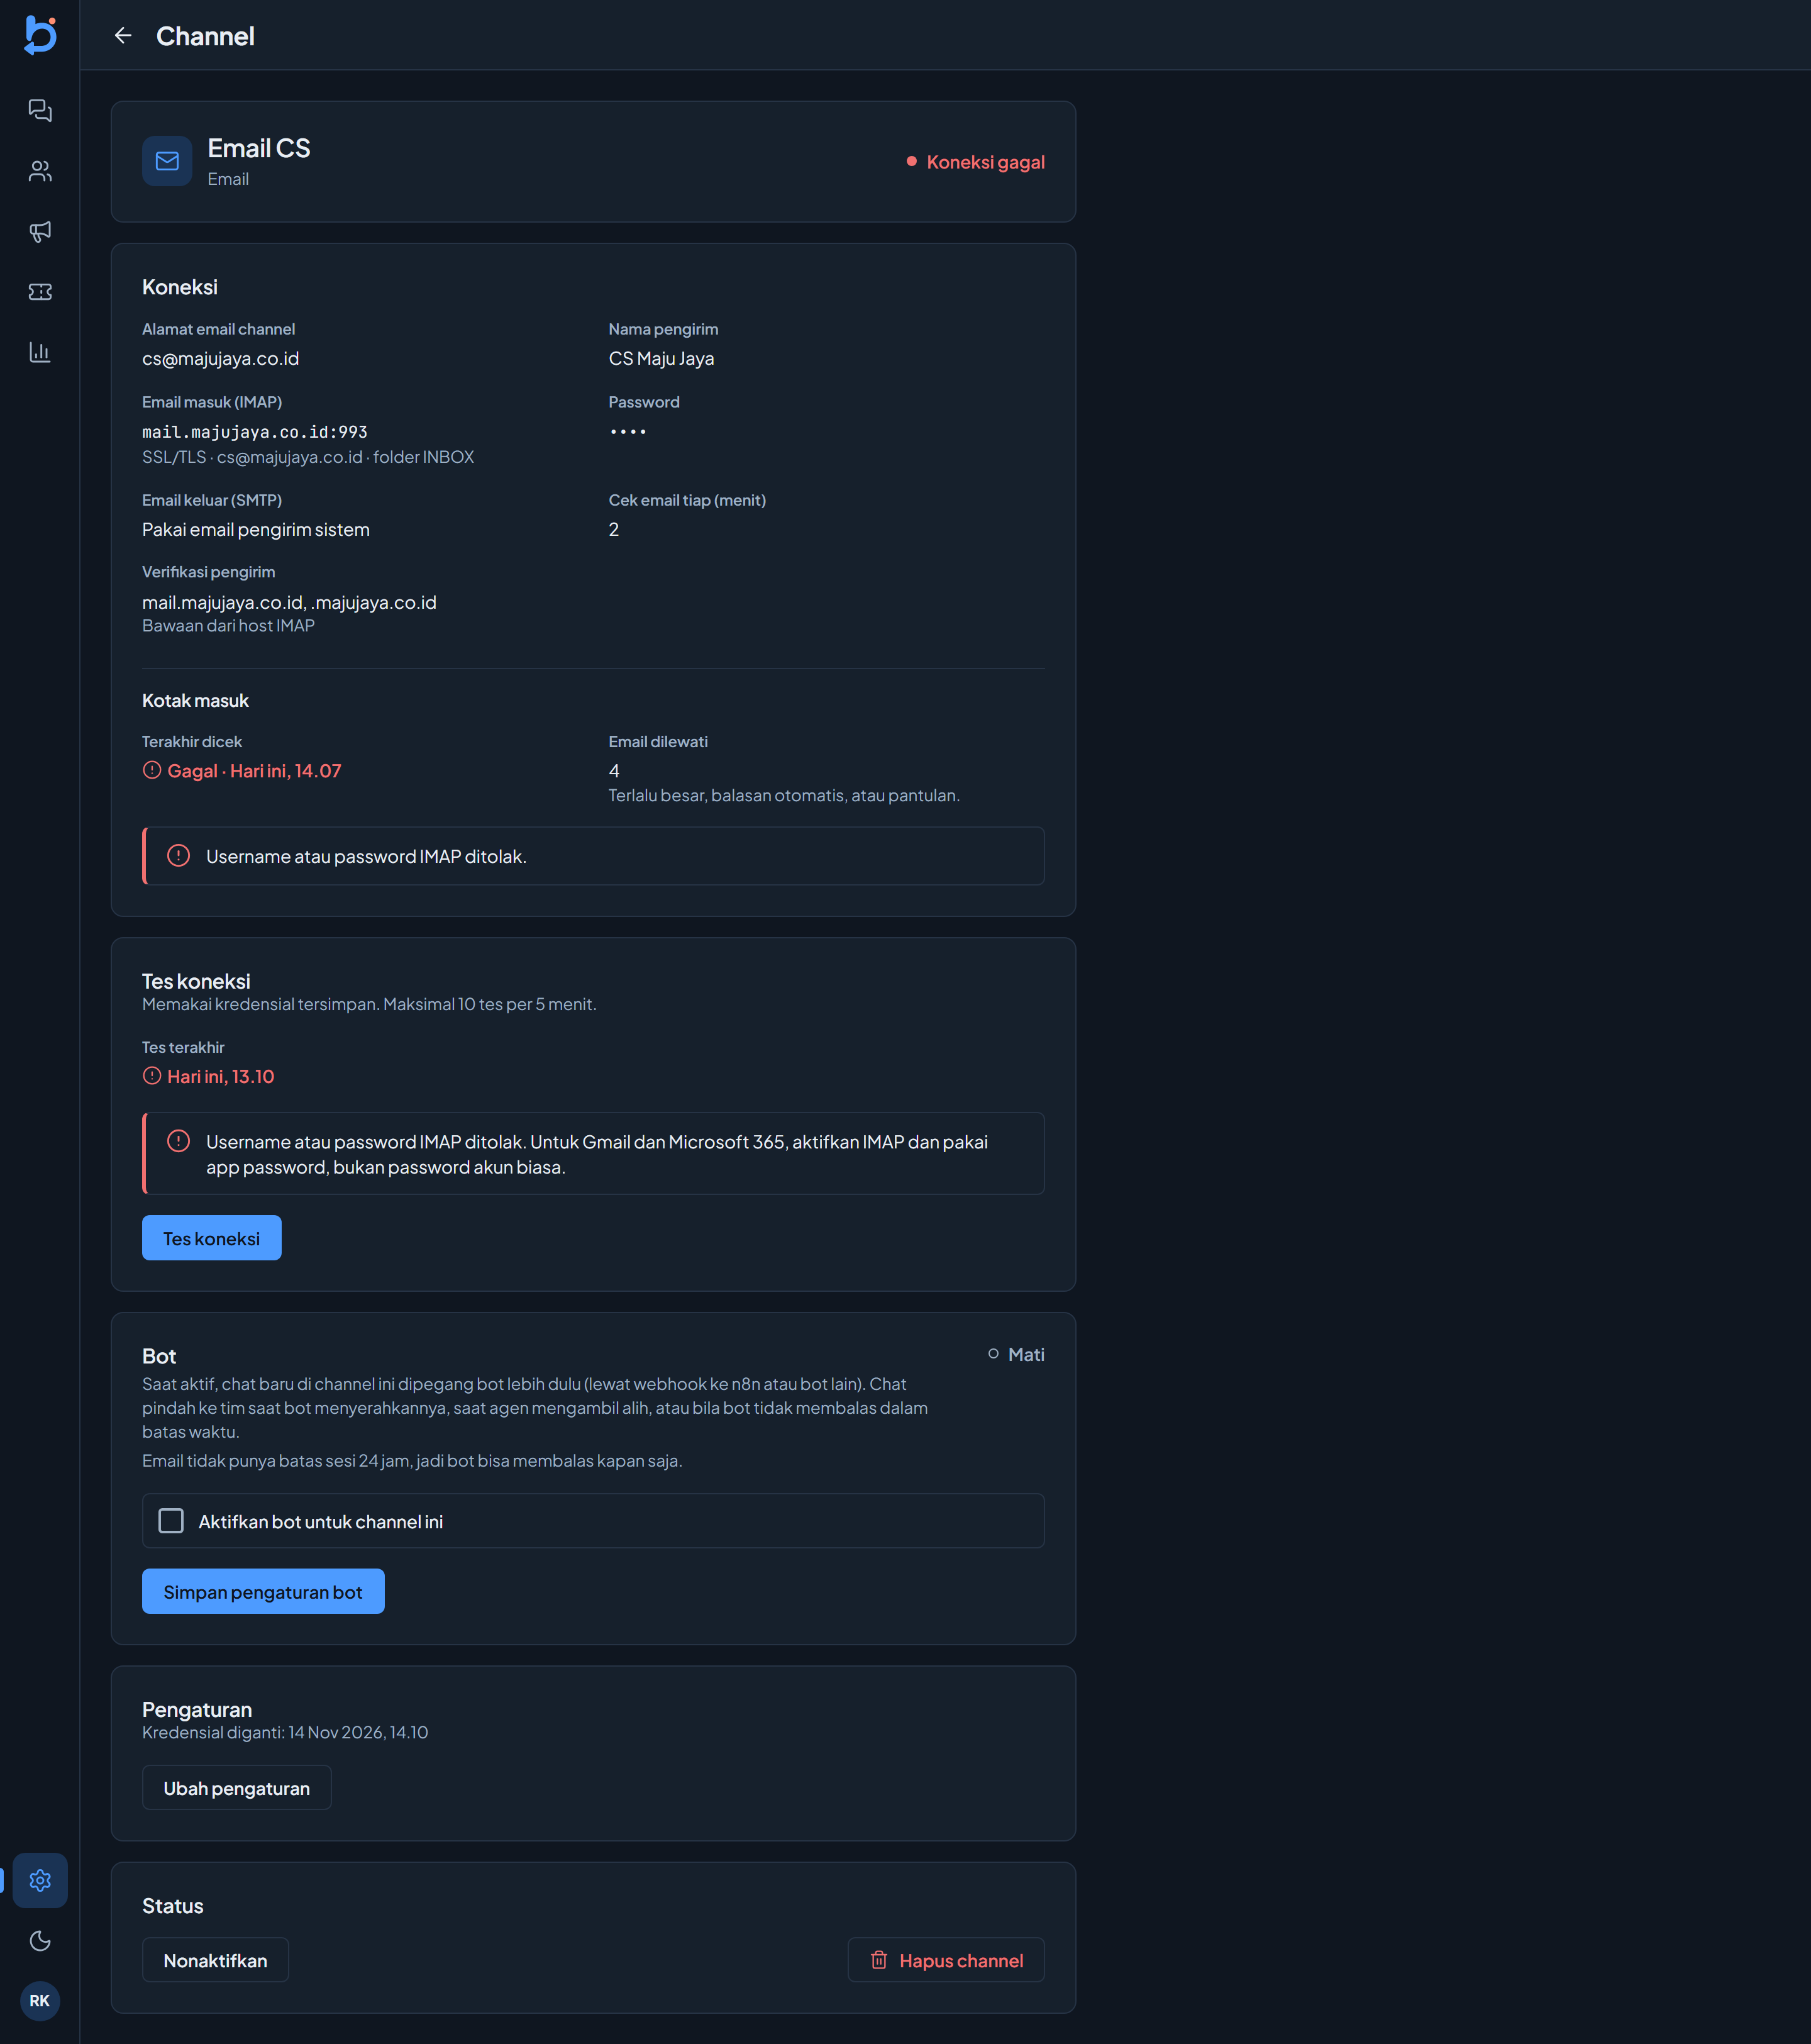 Channel
Email CS
Email
Koneksi gagal
Koneksi
Alamat email channel
cs@majujaya.co.id
Nama pengirim
CS Maju Jaya
Email masuk (IMAP)
mail.majujaya.co.id:993
SSL/TLS · cs@majujaya.co.id · folder INBOX
Password
••••
Email keluar (SMTP)
Pakai email pengirim sistem
Cek email tiap (menit)
2
Verifikasi pengirim
mail.majujaya.co.id, .majujaya.co.id
Bawaan dari host IMAP
Kotak masuk
Terakhir dicek
Gagal · Hari ini, 14.07
Email dilewati
4
Terlalu besar, balasan otomatis, atau pantulan.
Username atau password IMAP ditolak.
Tes koneksi
Memakai kredensial tersimpan. Maksimal 10 tes per 5 menit.
Tes terakhir
Hari ini, 13.10
Username atau password IMAP ditolak. Untuk Gmail dan Microsoft 365, aktifkan IMAP dan pakai
app password, bukan password akun biasa.
Tes koneksi
Bot
Mati
Saat aktif, chat baru di channel ini dipegang bot lebih dulu (lewat webhook ke n8n atau bot lain). Chat
pindah ke tim saat bot menyerahkannya, saat agen mengambil alih, atau bila bot tidak membalas dalam
batas waktu.
Email tidak punya batas sesi 24 jam, jadi bot bisa membalas kapan saja.
Aktifkan bot untuk channel ini
Simpan pengaturan bot
Pengaturan
Kredensial diganti: 14 Nov 2026, 14.10
Ubah pengaturan
Status
Nonaktifkan
Hapus channel
RK